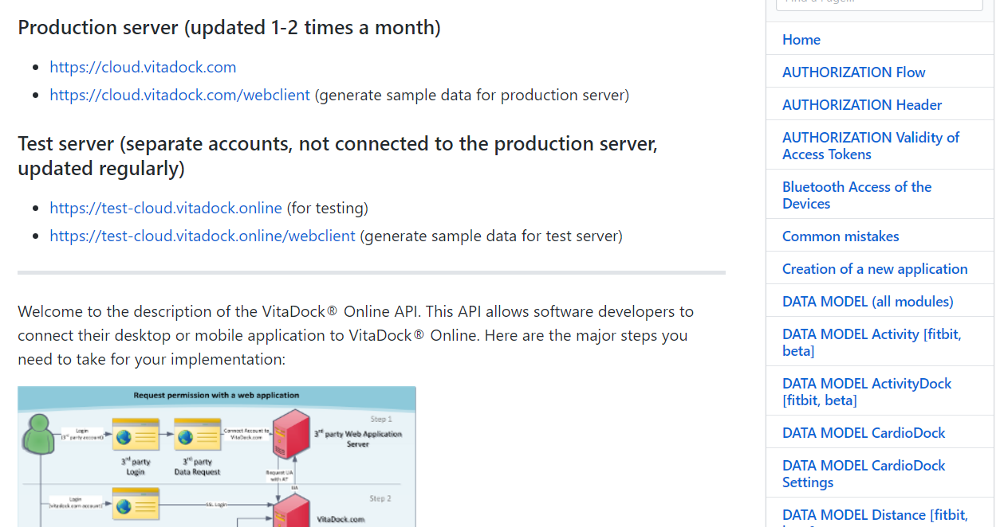 Production server (updated 1-2 times a month)
https://cloud.vitadock.com
https://cloud.vitadock.com/webclient (generate sample data for production server)
Test server (separate accounts, not connected to the production server,
updated regularly)
https://test-cloud.vitadock.online (for testing)
https://test-cloud.vitadock.online/webclient (generate sample data for test server)
Welcome to the description of the VitaDock® Online API. This API allows software developers to
connect their desktop or mobile application to VitaDock® Online. Here are the major steps you
need to take for your implementation:
Request permission with a web application
Step 1
Login
(3rd party account)
Connect Account to
VitaDock.com
3rd party Web Application
Server
3rd party
Login
3rd party
Data Request
Request UA
with AT
UA
Step 2
Login
(vitadock.com account)
SSL Login
VitaDock.com
Find a Page...
Home
AUTHORIZATION Flow
AUTHORIZATION Header
AUTHORIZATION Validity of
Access Tokens
Bluetooth Access of the
Devices
Common mistakes
Creation of a new application
DATA MODEL (all modules)
DATA MODEL Activity [fitbit,
beta]
DATA MODEL ActivityDock
[fitbit, beta]
DATA MODEL CardioDock
DATA MODEL CardioDock
Settings
DATA MODEL Distance [fitbit,